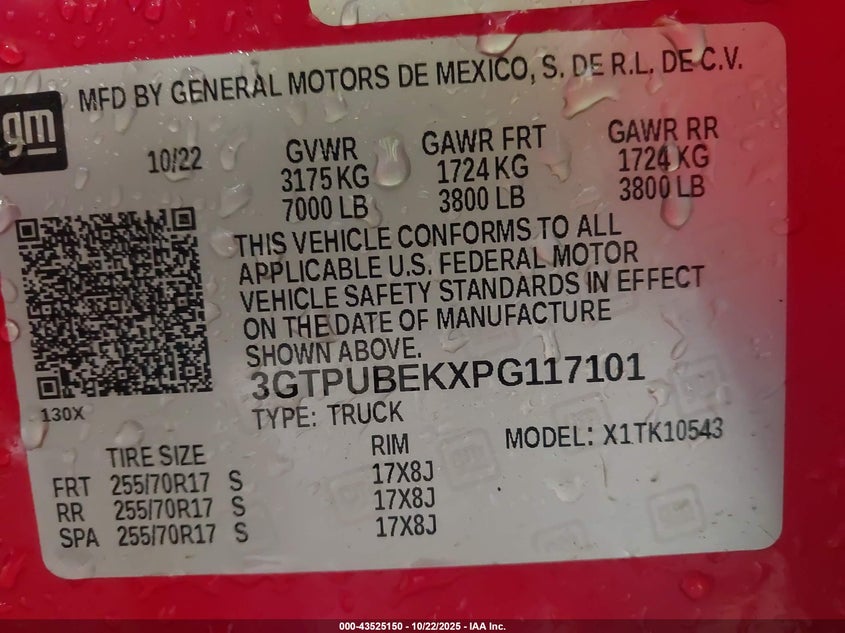 MFD BY GENERAL MOTORS DE MEXICO, S. DE R.L. DE C.V.
gm
10/22
GVWR
3175 KG
7000 LB
GAWR FRT
1724 KG
3800 LB
GAWR RR
1724 KG
3800 LB
THIS VEHICLE CONFORMS TO ALL
APPLICABLE U.S. FEDERAL MOTOR
VEHICLE SAFETY STANDARDS IN EFFECT
ON THE DATE OF MANUFACTURE
SHOWN ABOVE.
3GTPUBEKXPG117101
130X
TYPE: TRUCK
MODEL: X1TK10543
TIRE SIZE RIM
FRT 255/70R17 S 17X8J
RR 255/70R17 S 17X8J
SPA 255/70R17 S 17X8J
000-43525150 - 10/22/2025 - IAA Inc.